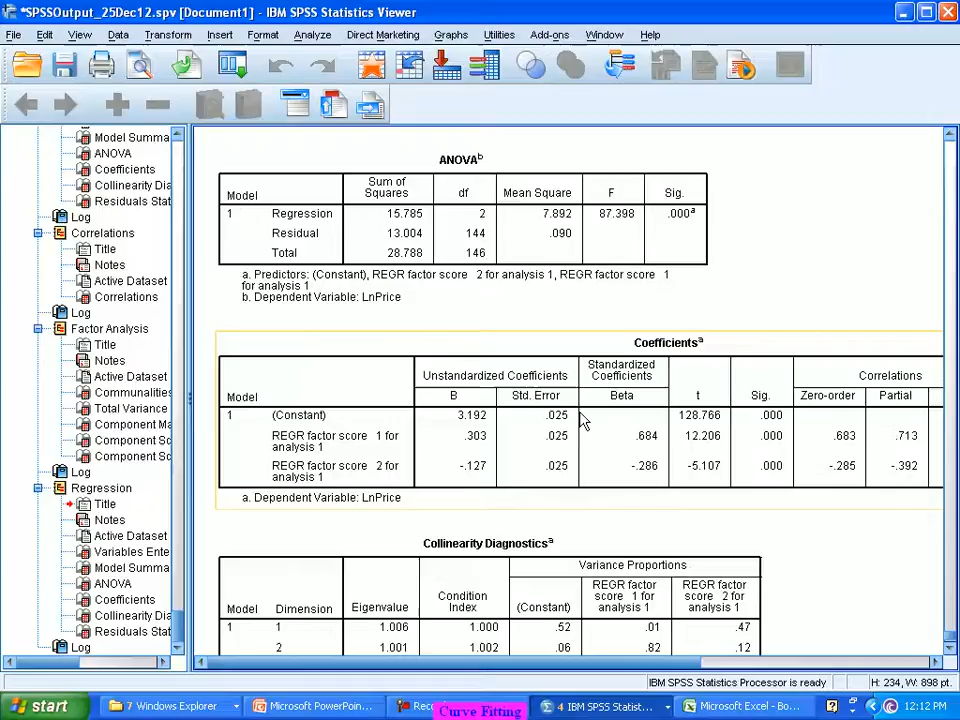 *SPSSOutput_25Dec12.spv [Document1] - IBM SPSS Statistics Viewer
File Edit View Data Transform Insert Format Analyze Direct Marketing Graphs Utilities Add-ons Window Help
Model Summa
ANOVA
Coefficients
Collinearity Dia
Residuals Stat
Log
Correlations
Title
Notes
Active Dataset
Correlations
Log
Factor Analysis
Title
Notes
Active Dataset
Communalities
Total Variance
Component Ma
Component Sc
Component Sc
Log
Regression
Title
Notes
Active Dataset
Variables Ente
Model Summa
ANOVA
Coefficients
Collinearity Dia
Residuals Stat
Log
ANOVAb
Model Sum of Squares df Mean Square F Sig.
1 Regression 15.785 2 7.892 87.398 .000a
Residual 13.004 144 .090
Total 28.788 146
a. Predictors: (Constant), REGR factor score 2 for analysis 1, REGR factor score 1
for analysis 1
b. Dependent Variable: LnPrice
Coefficientsa
Unstandardized Coefficients Standardized Coefficients Correlations
Model B Std. Error Beta t Sig. Zero-order Partial
1 (Constant) 3.192 .025 128.766 .000
REGR factor score 1 for analysis 1 .303 .025 .684 12.206 .000 .683 .713
REGR factor score 2 for analysis 1 -.127 .025 -.286 -5.107 .000 -.285 -.392
a. Dependent Variable: LnPrice
Collinearity Diagnosticsa
Variance Proportions
Model Dimension Eigenvalue Condition Index (Constant) REGR factor score 1 for analysis 1 REGR factor score 2 for analysis 1
1 1 1.006 1.000 .52 .01 .47
2 1.001 1.002 .06 .82 .12
IBM SPSS Statistics Processor is ready H: 234, W: 898 pt.
start 7 Windows Explorer Microsoft PowerPoint... Curve Fitting 4 IBM SPSS Statist... Microsoft Excel - Bo... 12:12 PM